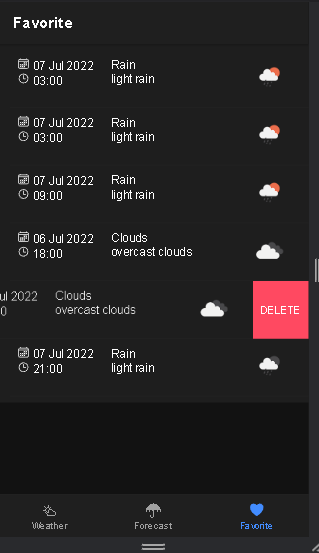 Favorite
07 Jul 2022 Rain
03:00 light rain
07 Jul 2022 Rain
03:00 light rain
07 Jul 2022 Rain
09:00 light rain
06 Jul 2022 Clouds
18:00 overcast clouds
ul 2022 Clouds
0 overcast clouds
DELETE
07 Jul 2022 Rain
21:00 light rain
Weather Forecast Favorite